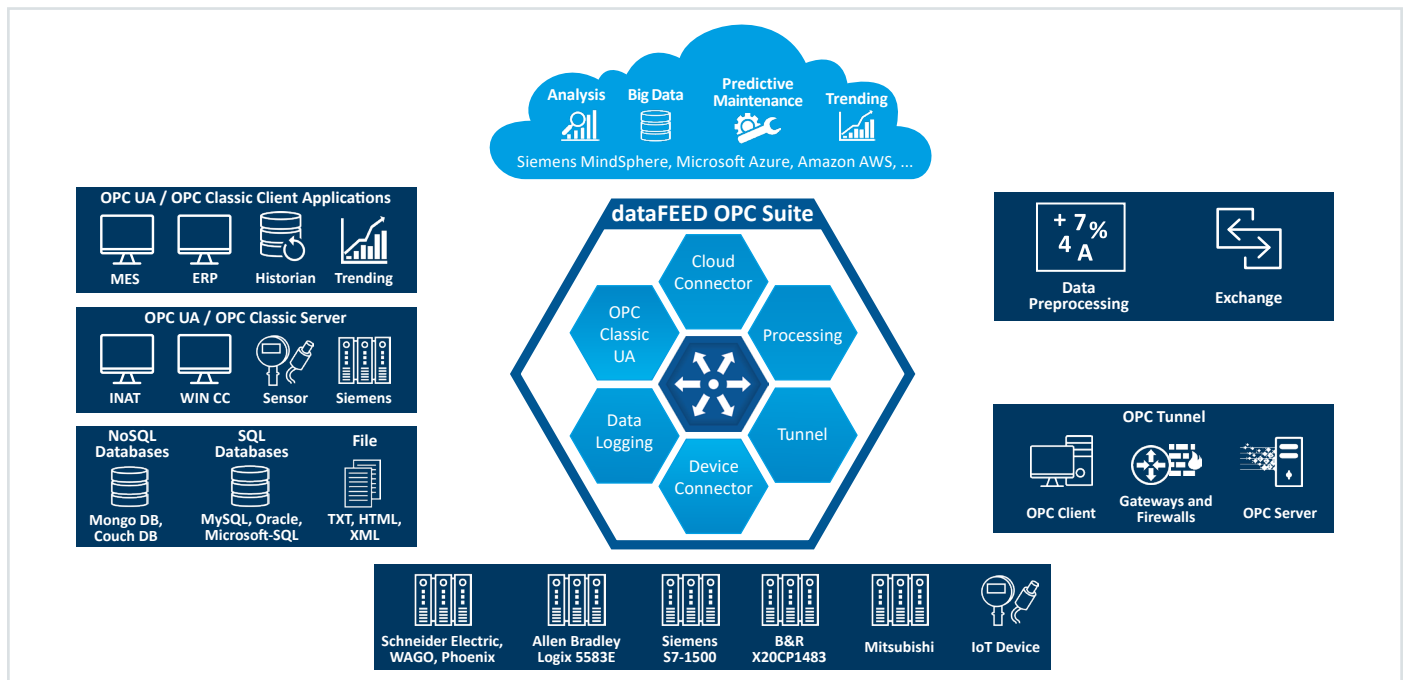 Analysis
Big Data
Predictive
Maintenance
Trending
Siemens MindSphere, Microsoft Azure, Amazon AWS, ...
OPC UA / OPC Classic Client Applications
MES
ERP
Historian
Trending
OPC UA / OPC Classic Server
INAT
WIN CC
Sensor
Siemens
NoSQL
Databases
Mongo DB,
Couch DB
SQL
Databases
MySQL, Oracle,
Microsoft-SQL
File
TXT, HTML,
XML
dataFEED OPC Suite
Cloud
Connector
OPC
Classic
UA
Processing
Data
Logging
Tunnel
Device
Connector
+ 7 %
4 A
Data
Preprocessing
Exchange
OPC Tunnel
OPC Client
Gateways and
Firewalls
OPC Server
Schneider Electric,
WAGO, Phoenix
Allen Bradley
Logix 5583E
Siemens
S7-1500
B&R
X20CP1483
Mitsubishi
IoT Device